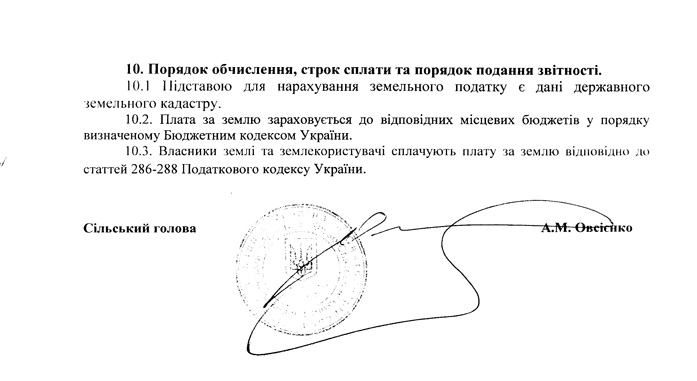 10. Порядок обчислення, строк сплати та порядок подання звітності.
10.1 Підставою для нарахування земельного податку є дані державного
земельного кадастру.
10.2. Плата за землю зараховується до відповідних місцевих бюджетів у порядку
визначеному Бюджетним кодексом України.
10.3. Власники землі та землекористувачі сплачують плату за землю відповідно до
статтей 286-288 Податкового кодексу України.
Сільський голова А.М. Овсієнко